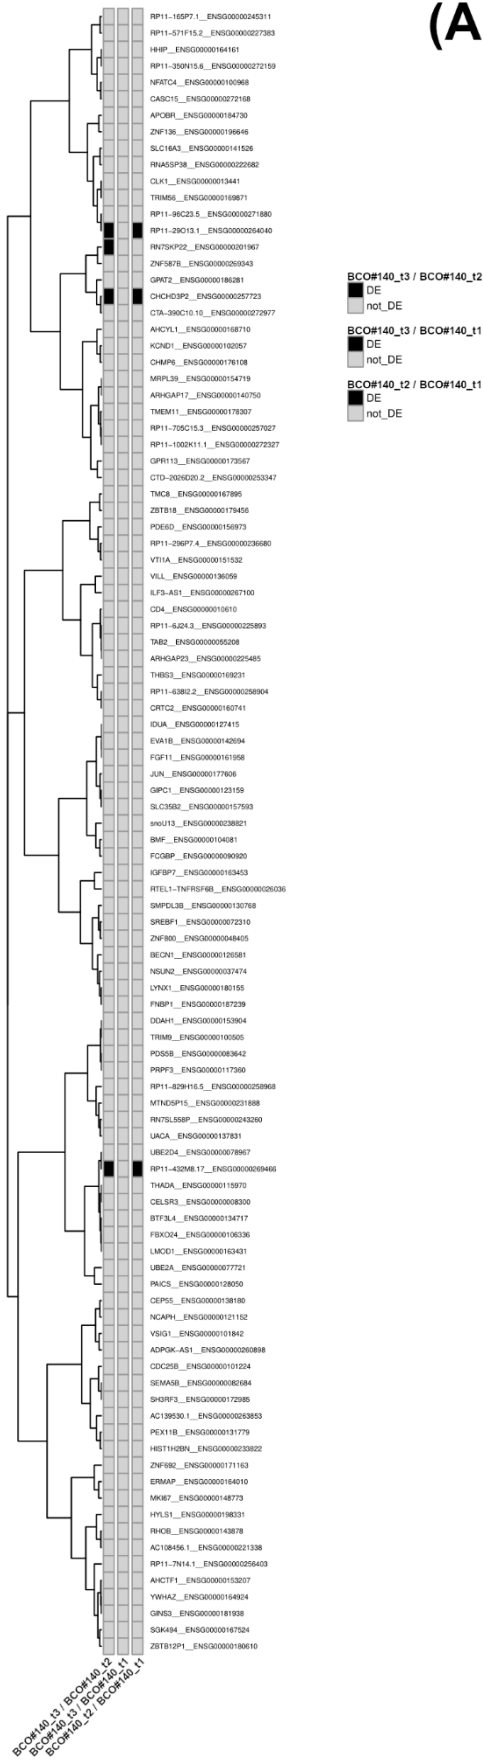 (A
RP11-165P7.1__ENSG00000245311
RP11-571F15.2__ENSG00000227383
HHIP__ENSG00000164161
RP11-350N15.6__ENSG00000272159
NFATC4__ENSG00000100968
CASC15__ENSG00000272168
APOBR__ENSG00000184730
ZNF136__ENSG00000196646
SLC16A3__ENSG00000141526
RNA5SP38__ENSG00000222682
CLK1__ENSG00000013441
TRIM56__ENSG00000169871
RP11-96C23.5__ENSG00000271880
RP11-29O13.1__ENSG00000264040
RN7SKP22__ENSG00000201967
ZNF587B__ENSG00000269343
GPAT2__ENSG00000186281
CHCHD3P2__ENSG00000257723
CTA-390C10.10__ENSG00000272977
AHCYL1__ENSG00000168710
KCND1__ENSG00000102057
CHMP6__ENSG00000176108
MRPL39__ENSG00000154719
ARHGAP17__ENSG00000140750
TMEM11__ENSG00000178307
RP11-705C15.3__ENSG00000257027
RP11-1002K11.1__ENSG00000272327
GPR113__ENSG00000173567
CTD-2026D20.2__ENSG00000253347
TMC8__ENSG00000167895
ZBTB18__ENSG00000179456
PDE6D__ENSG00000156973
RP11-296P7.4__ENSG00000236680
VTI1A__ENSG00000151532
VILL__ENSG00000136059
ILF3-AS1__ENSG00000267100
CD4__ENSG00000010610
RP11-6J24.3__ENSG00000225893
TAB2__ENSG00000055208
ARHGAP23__ENSG00000225485
THBS3__ENSG00000169231
RP11-638I2.2__ENSG00000258904
CRTC2__ENSG00000160741
IDUA__ENSG00000127415
EVA1B__ENSG00000142694
FGF11__ENSG00000161958
JUN__ENSG00000177606
GIPC1__ENSG00000123159
SLC35B2__ENSG00000157593
snoU13__ENSG00000238821
BMF__ENSG00000104081
FCGBP__ENSG00000090920
IGFBP7__ENSG00000163453
RTEL1-TNFRSF6B__ENSG00000026036
SMPDL3B__ENSG00000130768
SREBF1__ENSG00000072310
ZNF800__ENSG00000048405
BECN1__ENSG00000126581
NSUN2__ENSG00000037474
LYNX1__ENSG00000180155
FNBP1__ENSG00000187239
DDAH1__ENSG00000153904
TRIM9__ENSG00000100505
PDS5B__ENSG00000083642
PRPF3__ENSG00000117360
RP11-829H16.5__ENSG00000258968
MTND5P15__ENSG00000231888
RN7SL558P__ENSG00000243260
UACA__ENSG00000137831
UBE2D4__ENSG00000078967
RP11-432M8.17__ENSG00000269466
THADA__ENSG00000115970
CELSR3__ENSG00000008300
BTF3L4__ENSG00000134717
FBXO24__ENSG00000106336
LMOD1__ENSG00000163431
UBE2A__ENSG00000077721
PAICS__ENSG00000128050
CEP55__ENSG00000138180
NCAPH__ENSG00000121152
VSIG1__ENSG00000101842
ADPGK-AS1__ENSG00000260898
CDC25B__ENSG00000101224
SEMA5B__ENSG00000082684
SH3RF3__ENSG00000172985
AC139530.1__ENSG00000263853
PEX11B__ENSG00000131779
HIST1H2BN__ENSG00000233822
ZNF692__ENSG00000171163
ERMAP__ENSG00000164010
MKI67__ENSG00000148773
HYLS1__ENSG00000198331
RHOB__ENSG00000143878
AC108456.1__ENSG00000221338
RP11-7N14.1__ENSG00000256403
AHCTF1__ENSG00000153207
YWHAZ__ENSG00000164924
GINS3__ENSG00000181938
SGK494__ENSG00000167524
ZBTB12P1__ENSG00000180610
BCO#140_t3 / BCO#140_t2
DE
not_DE
BCO#140_t3 / BCO#140_t1
DE
not_DE
BCO#140_t2 / BCO#140_t1
DE
not_DE
BCO#140_t3 / BCO#140_t2
BCO#140_t3 / BCO#140_t1
BCO#140_t2 / BCO#140_t1